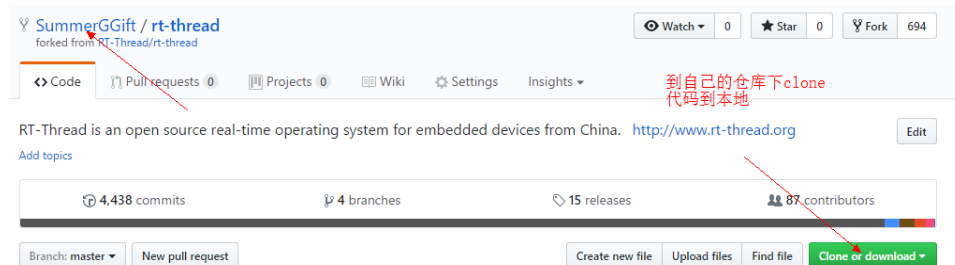 SummerGGift / rt-thread
Watch 0 Star 0 Fork 694
forked from RT-Thread/rt-thread
Code Pull requests 0 Projects 0 Wiki Settings Insights
到自己的仓库下clone
代码到本地
RT-Thread is an open source real-time operating system for embedded devices from China. http://www.rt-thread.org Edit
Add topics
4,438 commits 4 branches 15 releases 87 contributors
Branch: master New pull request Create new file Upload files Find file Clone or download